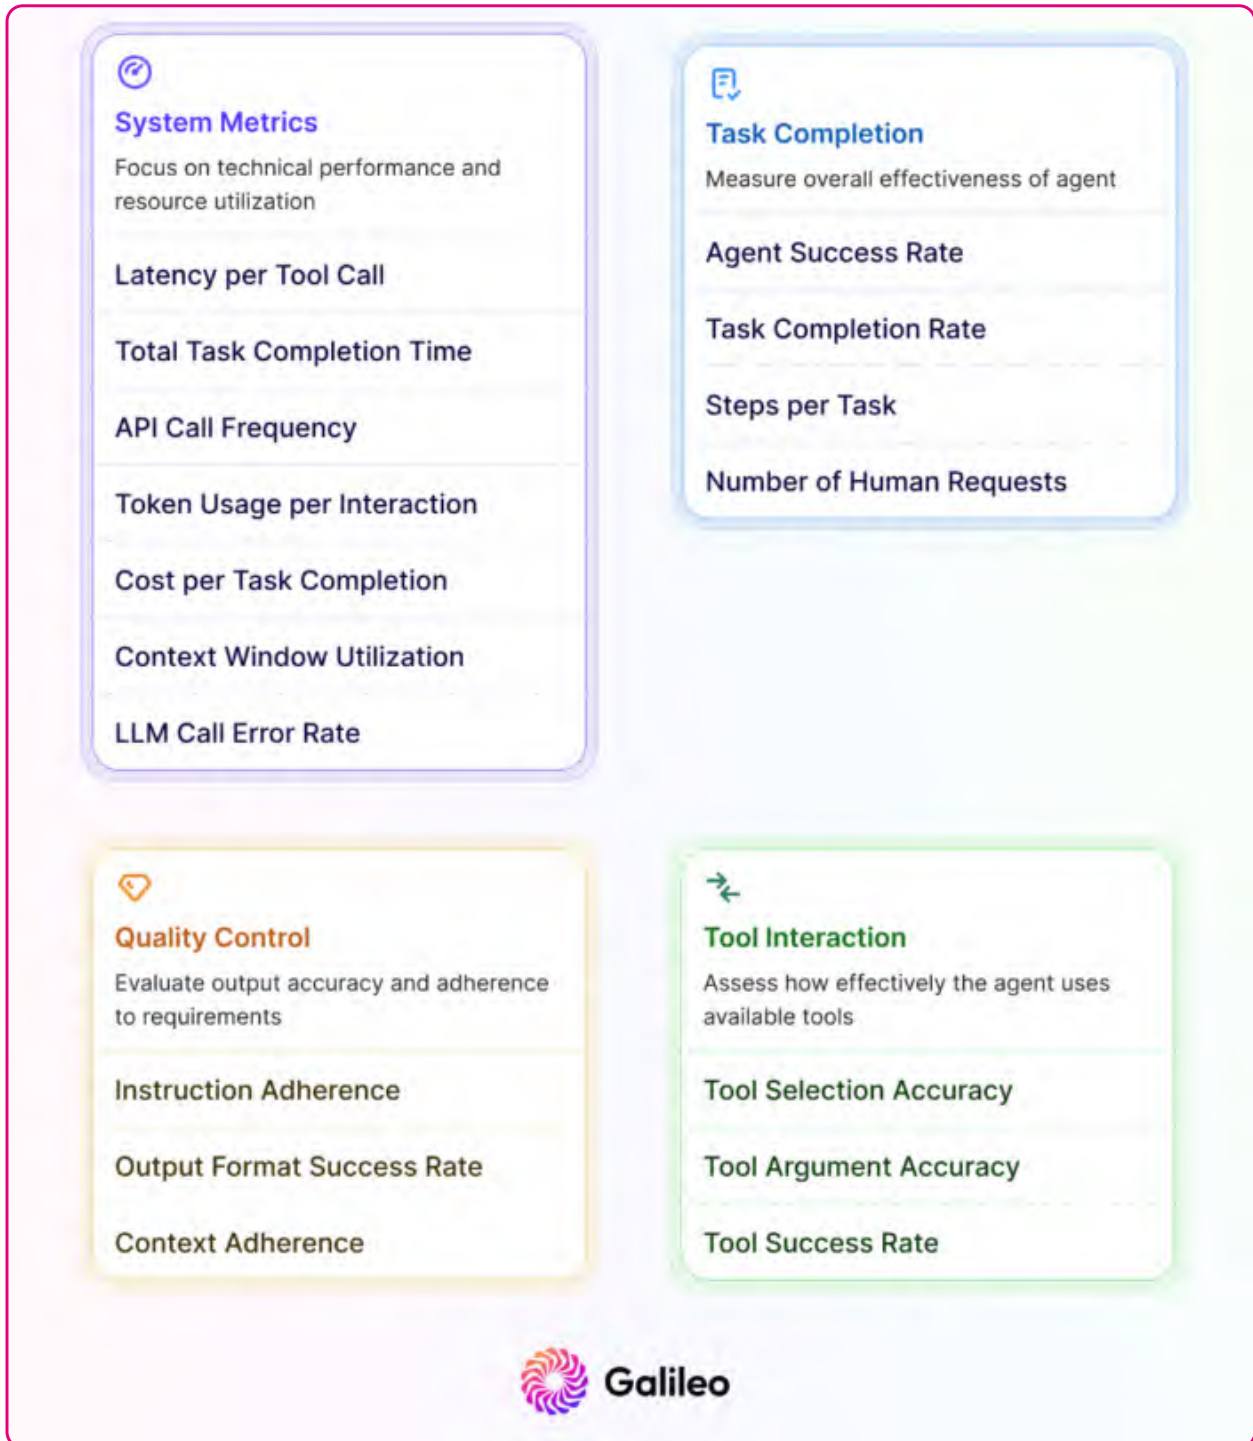 System Metrics
Focus on technical performance and
resource utilization
Latency per Tool Call
Total Task Completion Time
API Call Frequency
Token Usage per Interaction
Cost per Task Completion
Context Window Utilization
LLM Call Error Rate
Task Completion
Measure overall effectiveness of agent
Agent Success Rate
Task Completion Rate
Steps per Task
Number of Human Requests
Quality Control
Evaluate output accuracy and adherence
to requirements
Instruction Adherence
Output Format Success Rate
Context Adherence
Tool Interaction
Assess how effectively the agent uses
available tools
Tool Selection Accuracy
Tool Argument Accuracy
Tool Success Rate
Galileo